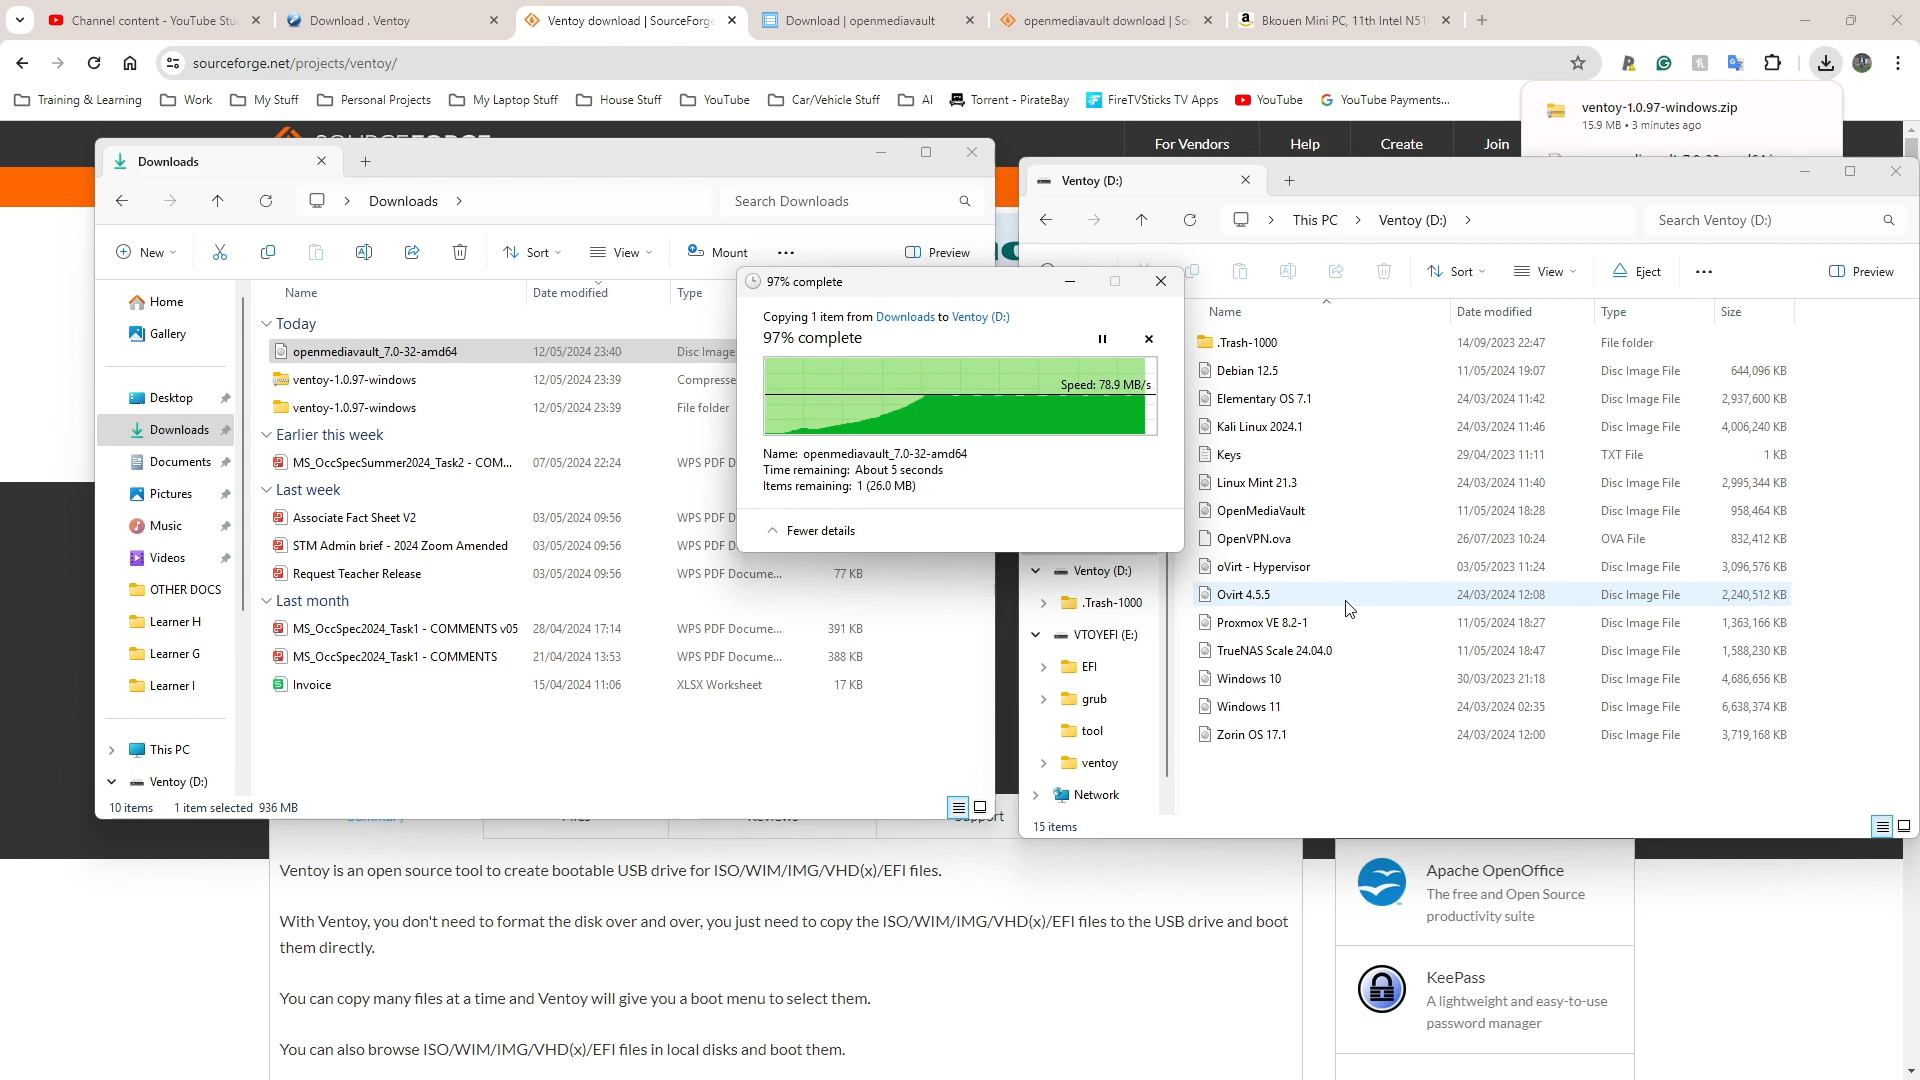 Channel content - YouTube Stu
Download . Ventoy
Ventoy download | SourceForge
Download | openmediavault
openmediavault download | So
Bkouen Mini PC, 11th Intel N51
sourceforge.net/projects/ventoy/
Training & Learning
Work
My Stuff
Personal Projects
My Laptop Stuff
House Stuff
YouTube
Car/Vehicle Stuff
AI
Torrent - PirateBay
FireTVSticks TV Apps
YouTube
YouTube Payments...
ventoy-1.0.97-windows.zip
15.9 MB • 3 minutes ago
For Vendors
Help
Create
Join
Downloads
Downloads
Search Downloads
New
Sort
View
Mount
Preview
Name
Date modified
Type
Home
Gallery
Desktop
Downloads
Documents
Pictures
Music
Videos
OTHER DOCS
Learner H
Learner G
Learner I
This PC
Ventoy (D:)
Today
openmediavault_7.0-32-amd64 12/05/2024 23:40 Disc Image
ventoy-1.0.97-windows 12/05/2024 23:39 Compresse
ventoy-1.0.97-windows 12/05/2024 23:39 File folder
Earlier this week
MS_OccSpecSummer2024_Task2 - COM... 07/05/2024 22:24 WPS PDF D
Last week
Associate Fact Sheet V2 03/05/2024 09:56 WPS PDF D
STM Admin brief - 2024 Zoom Amended 03/05/2024 09:56 WPS PDF D
Request Teacher Release 03/05/2024 09:56 WPS PDF Docume... 77 KB
Last month
MS_OccSpec2024_Task1 - COMMENTS v05 28/04/2024 17:14 WPS PDF Docume... 391 KB
MS_OccSpec2024_Task1 - COMMENTS 21/04/2024 13:53 WPS PDF Docume... 388 KB
Invoice 15/04/2024 11:06 XLSX Worksheet 17 KB
10 items 1 item selected 936 MB
97% complete
Copying 1 item from Downloads to Ventoy (D:)
97% complete
Speed: 78.9 MB/s
Name: openmediavault_7.0-32-amd64
Time remaining: About 5 seconds
Items remaining: 1 (26.0 MB)
Fewer details
Ventoy (D:)
This PC
Ventoy (D:)
Search Ventoy (D:)
Sort
View
Eject
Preview
Name Date modified Type Size
.Trash-1000 14/09/2023 22:47 File folder
Debian 12.5 11/05/2024 19:07 Disc Image File 644,096 KB
Elementary OS 7.1 24/03/2024 11:42 Disc Image File 2,937,600 KB
Kali Linux 2024.1 24/03/2024 11:46 Disc Image File 4,006,240 KB
Keys 29/04/2023 11:11 TXT File 1 KB
Linux Mint 21.3 24/03/2024 11:40 Disc Image File 2,995,344 KB
OpenMediaVault 11/05/2024 18:28 Disc Image File 958,464 KB
OpenVPN.ova 26/07/2023 10:24 OVA File 832,412 KB
oVirt - Hypervisor 03/05/2023 11:24 Disc Image File 3,096,576 KB
Ovirt 4.5.5 24/03/2024 12:08 Disc Image File 2,240,512 KB
Proxmox VE 8.2-1 11/05/2024 18:27 Disc Image File 1,363,166 KB
TrueNAS Scale 24.04.0 11/05/2024 18:47 Disc Image File 1,588,230 KB
Windows 10 30/03/2023 21:18 Disc Image File 4,686,656 KB
Windows 11 24/03/2024 02:35 Disc Image File 6,638,374 KB
Zorin OS 17.1 24/03/2024 12:00 Disc Image File 3,719,168 KB
Ventoy (D:)
.Trash-1000
VTOYEFI (E:)
EFI
grub
tool
ventoy
Network
15 items
Ventoy is an open source tool to create bootable USB drive for ISO/WIM/IMG/VHD(x)/EFI files.
With Ventoy, you don't need to format the disk over and over, you just need to copy the ISO/WIM/IMG/VHD(x)/EFI files to the USB drive and boot
them directly.
You can copy many files at a time and Ventoy will give you a boot menu to select them.
You can also browse ISO/WIM/IMG/VHD(x)/EFI files in local disks and boot them.
Apache OpenOffice
The free and Open Source
productivity suite
KeePass
A lightweight and easy-to-use
password manager